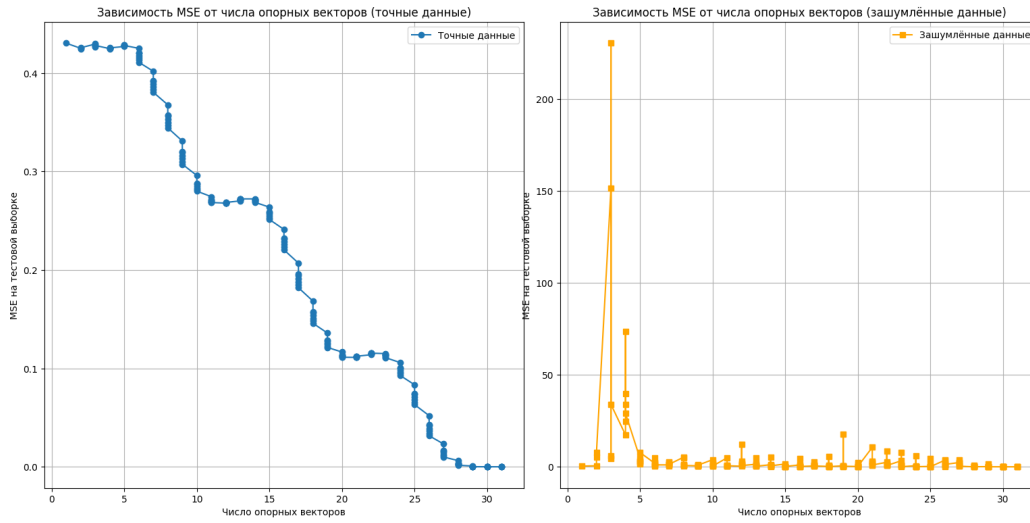 Зависимость MSE от числа опорных векторов (точные данные)
Точные данные
MSE на тестовой выборке
0.4
0.3
0.2
0.1
0.0
0 5 10 15 20 25 30
Число опорных векторов
Зависимость MSE от числа опорных векторов (зашумлённые данные)
Зашумлённые данные
MSE на тестовой выборке
200
150
100
50
0
0 5 10 15 20 25 30
Число опорных векторов